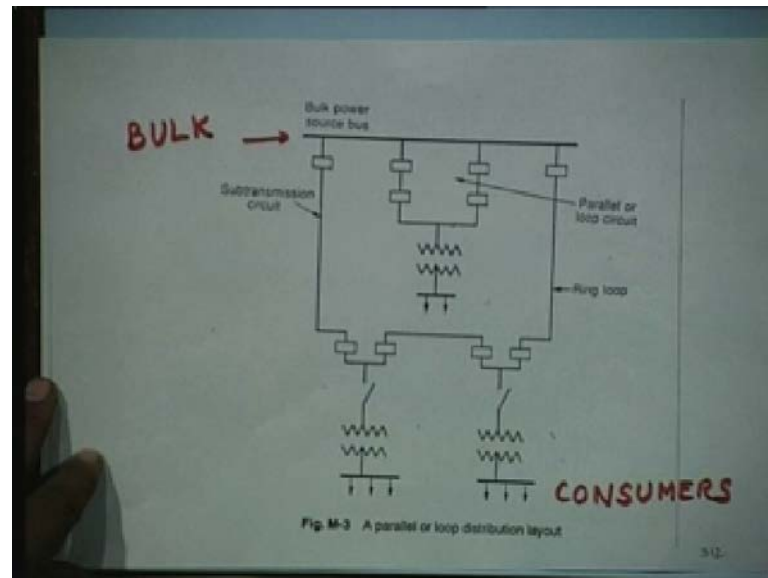 Bulk power
source bus
BULK →
Subtransmission
circuit
Parallel or
loop circuit
Ring loop
CONSUMERS
Fig. M-3 A parallel or loop distribution layout